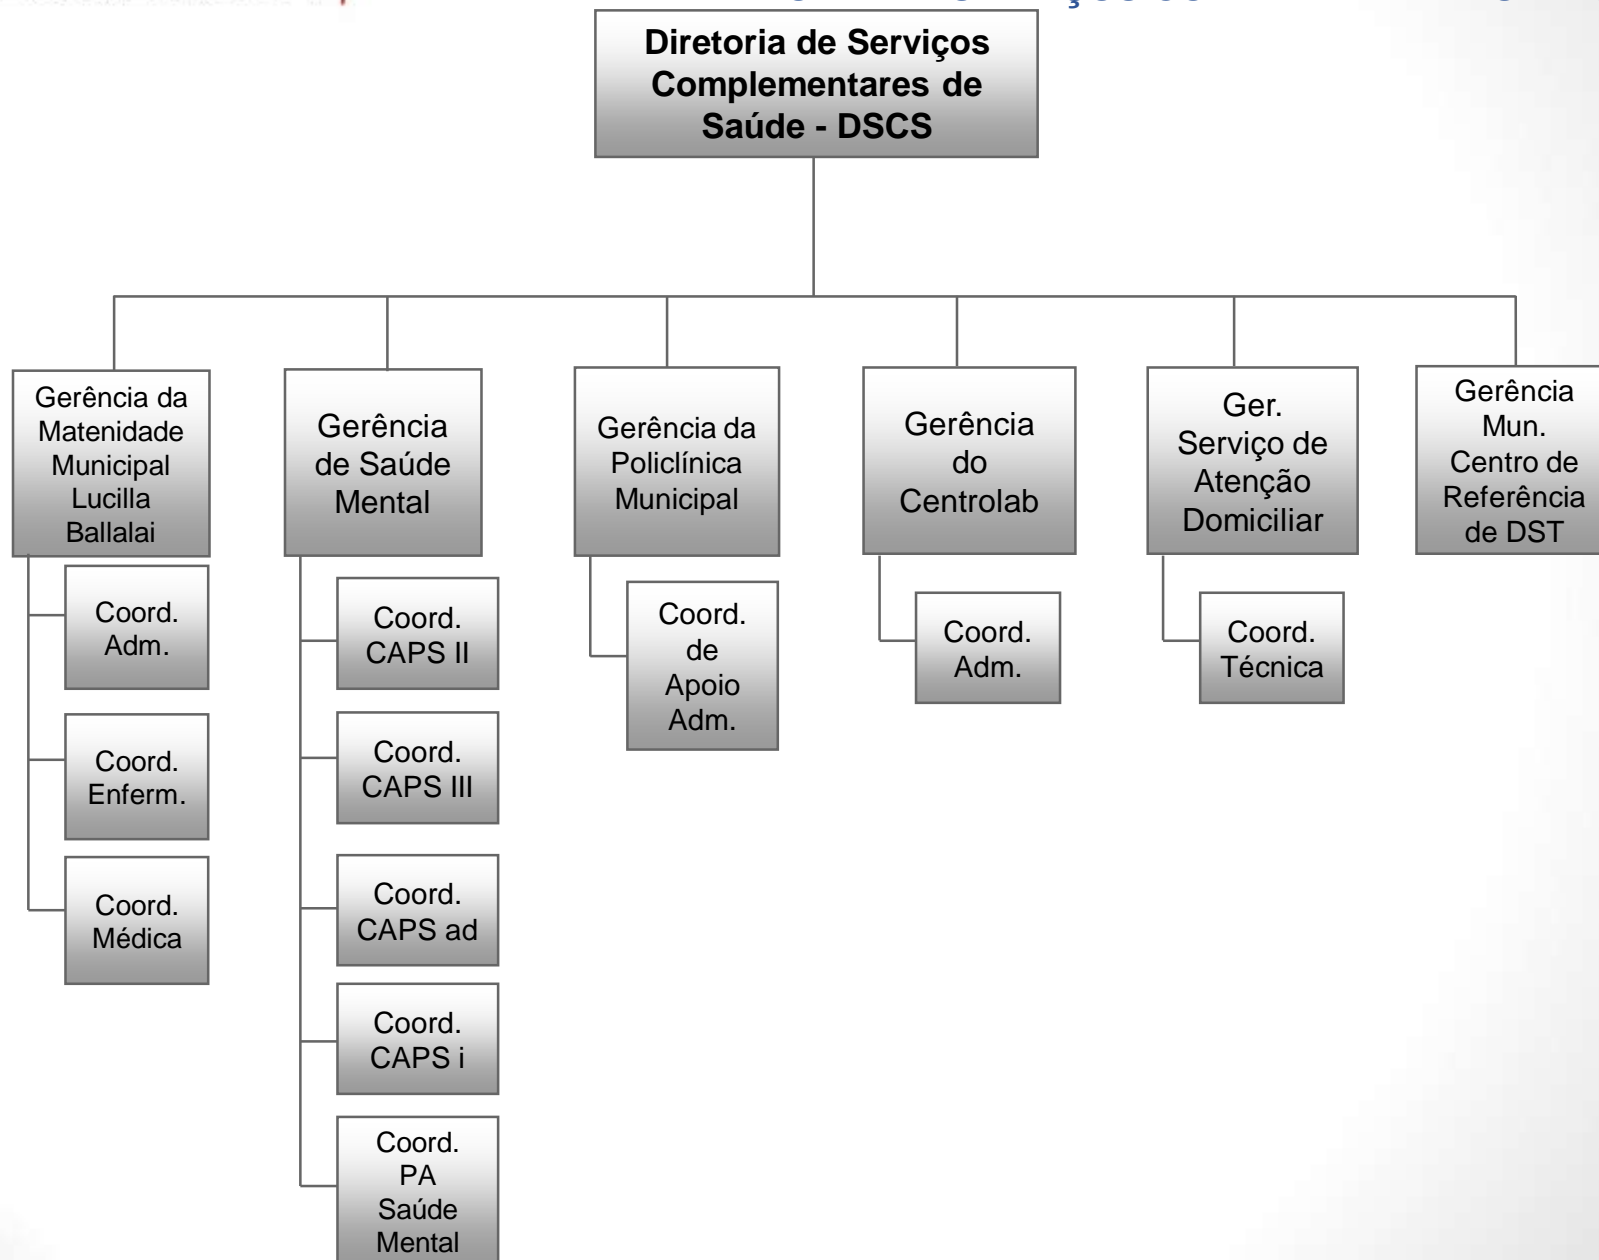 Diretoria de Serviços
Complementares de
Saúde - DSCS
Gerência da
Matenidade
Municipal
Lucilla
Ballalai
Coord.
Adm.
Coord.
Enferm.
Coord.
Médica
Gerência
de Saúde
Mental
Coord.
CAPS II
Coord.
CAPS III
Coord.
CAPS ad
Coord.
CAPS i
Coord.
PA
Saúde
Mental
Gerência da
Policlínica
Municipal
Coord.
de
Apoio
Adm.
Gerência
do
Centrolab
Coord.
Adm.
Ger.
Serviço de
Atenção
Domiciliar
Coord.
Técnica
Gerência
Mun.
Centro de
Referência
de DST